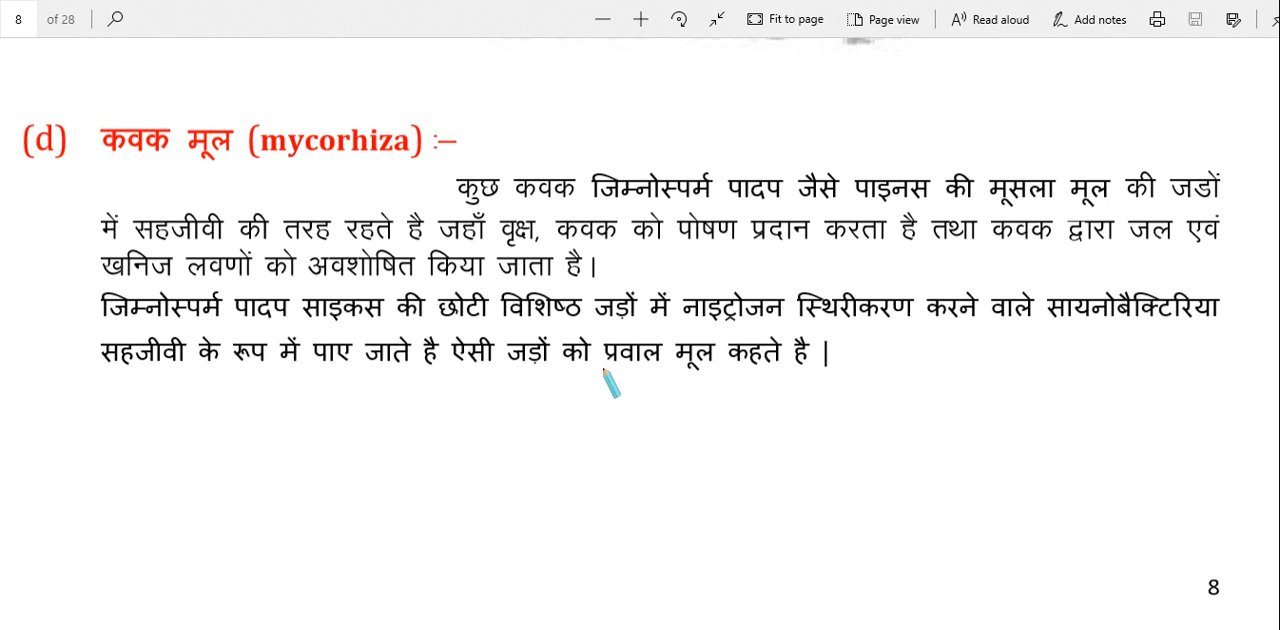 8 of 28 Fit to page Page view Read aloud Add notes
(d) कवक मूल (mycorhiza) :–
कुछ कवक जिम्नोस्पर्म पादप जैसे पाइनस की मूसला मूल की जडों
में सहजीवी की तरह रहते है जहाँ वृक्ष, कवक को पोषण प्रदान करता है तथा कवक द्वारा जल एवं
खनिज लवणों को अवशोषित किया जाता है।
जिम्नोस्पर्म पादप साइकस की छोटी विशिष्ठ जड़ों में नाइट्रोजन स्थिरीकरण करने वाले सायनोबैक्टिरिया
सहजीवी के रूप में पाए जाते है ऐसी जड़ों को प्रवाल मूल कहते है |
8